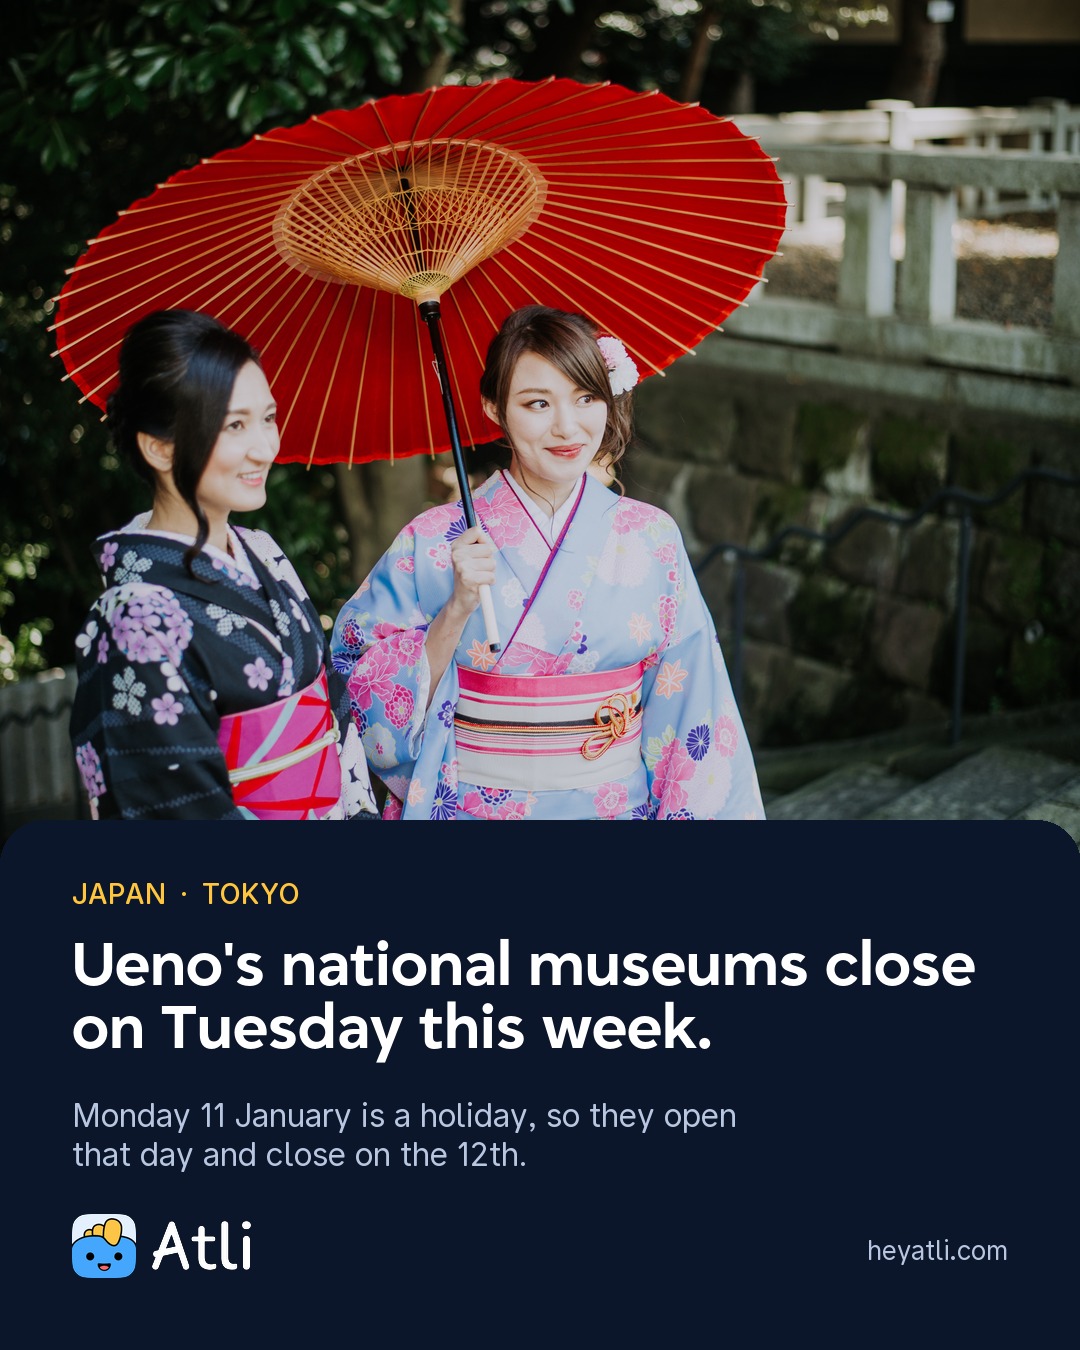 JAPAN · TOKYO
Ueno's national museums close
on Tuesday this week.
Monday 11 January is a holiday, so they open
that day and close on the 12th.
Atli
heyatli.com